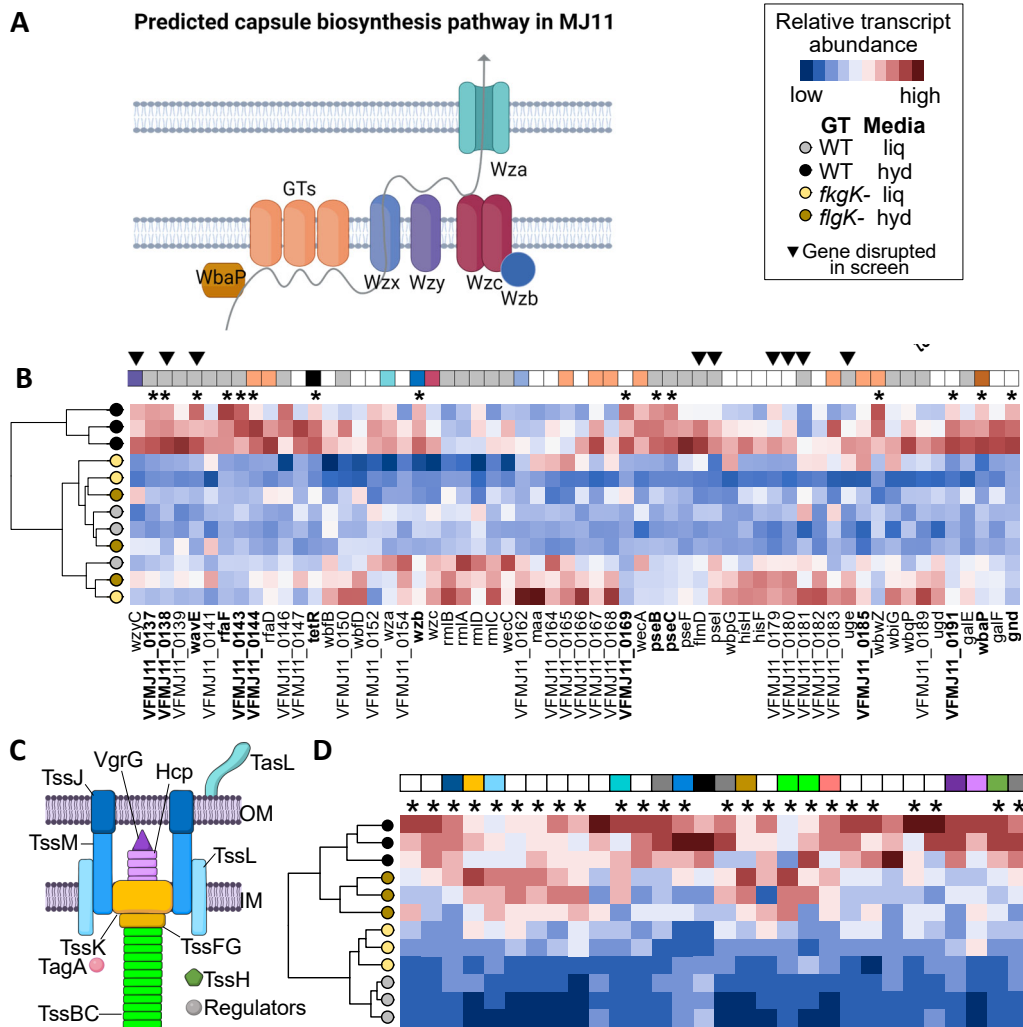 A
Predicted capsule biosynthesis pathway in MJ11
Wza
GTs
WbaP
Wzx
Wzy
Wzc
Wzb
Relative transcript
abundance
low
high
GT Media
WT liq
WT hyd
fkgK- liq
flgK- hyd
Gene disrupted
in screen
B
* * * * * * * * * * * * * * * *
wzyC
VFMJ11_0137
VFMJ11_0138
VFMJ11_0139
wavE
VFMJ11_0141
rfaF
VFMJ11_0143
VFMJ11_0144
rfaD
VFMJ11_0146
VFMJ11_0147
tetR
wbfB
VFMJ11_0150
wbfD
VFMJ11_0152
wza
VFMJ11_0154
wzb
wzc
rmlB
rmlA
rmlD
rmlC
wecC
VFMJ11_0162
maa
VFMJ11_0164
VFMJ11_0165
VFMJ11_0166
VFMJ11_0167
VFMJ11_0168
VFMJ11_0169
wecA
pseB
pseC
pseF
flmD
pseI
wbpG
hisH
hisF
VFMJ11_0179
VFMJ11_0180
VFMJ11_0181
VFMJ11_0182
VFMJ11_0183
uge
VFMJ11_0185
wbwZ
wbiG
wbqP
VFMJ11_0189
ugd
VFMJ11_0191
galE
wbaP
galF
gnd
C
VgrG
Hcp
TssJ
TasL
OM
TssM
TssL
IM
TssK
TssFG
TagA
TssH
TssBC
Regulators
D
* * * * * * * * * * * * * * * * * * * * * * * * *